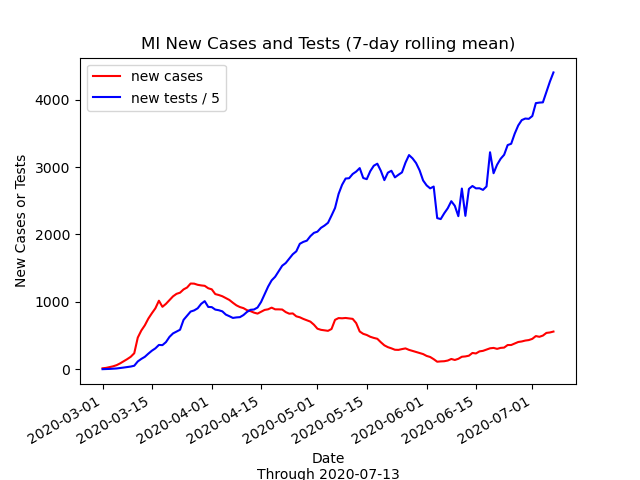 MI New Cases and Tests (7-day rolling mean)
new cases
new tests / 5
New Cases or Tests
4000
3000
2000
1000
0
2020-03-01
2020-03-15
2020-04-01
2020-04-15
2020-05-01
2020-05-15
2020-06-01
2020-06-15
2020-07-01
Date
Through 2020-07-13